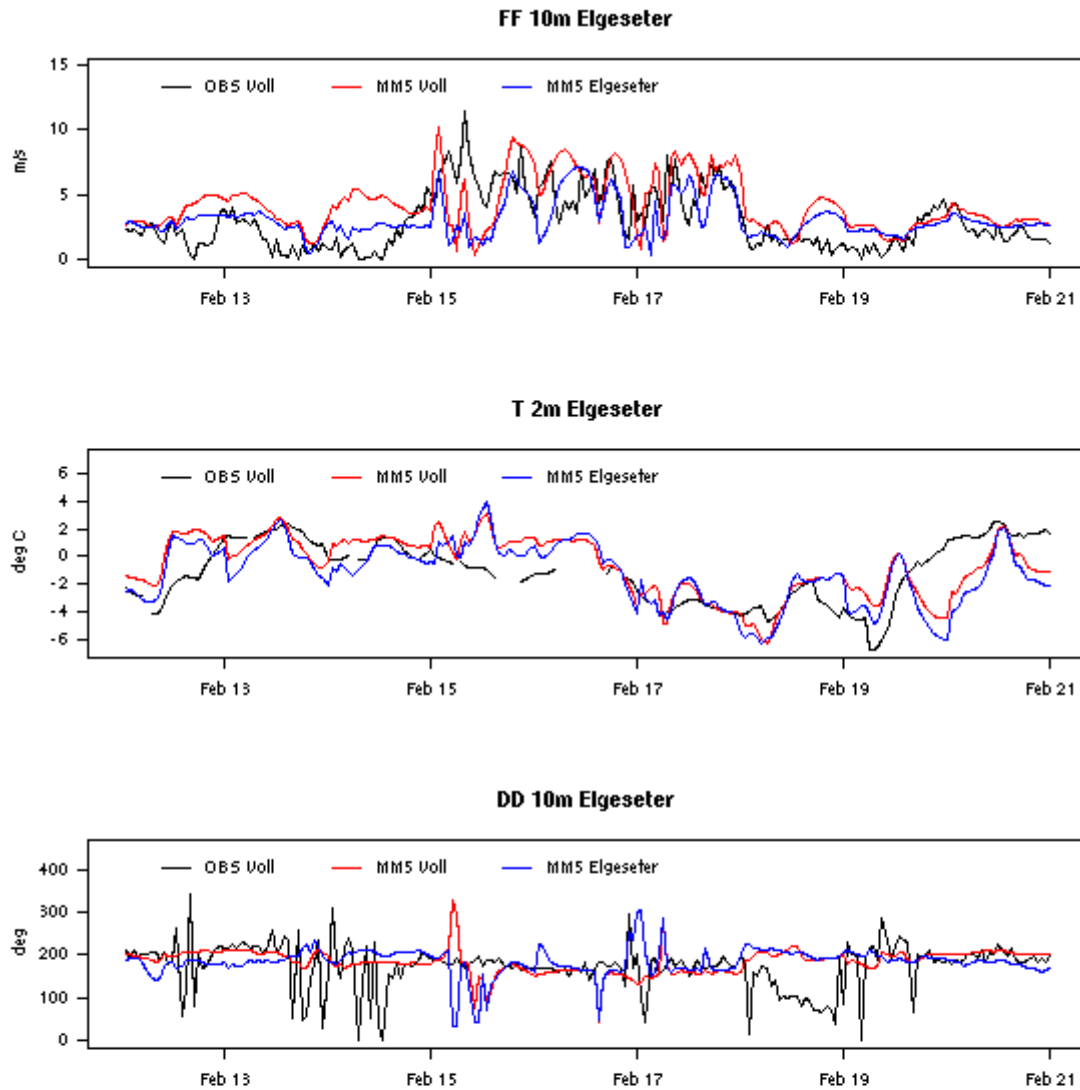 FF 10m Elgeseter
15
OBS Voll MM5 Voll MM5 Elgeseter
10
m/s
5
0
Feb 13 Feb 15 Feb 17 Feb 19 Feb 21
T 2m Elgeseter
6 OBS Voll MM5 Voll MM5 Elgeseter
4
2
deg C
0
-2
-4
-6
Feb 13 Feb 15 Feb 17 Feb 19 Feb 21
DD 10m Elgeseter
400 OBS Voll MM5 Voll MM5 Elgeseter
300
deg
200
100
0
Feb 13 Feb 15 Feb 17 Feb 19 Feb 21